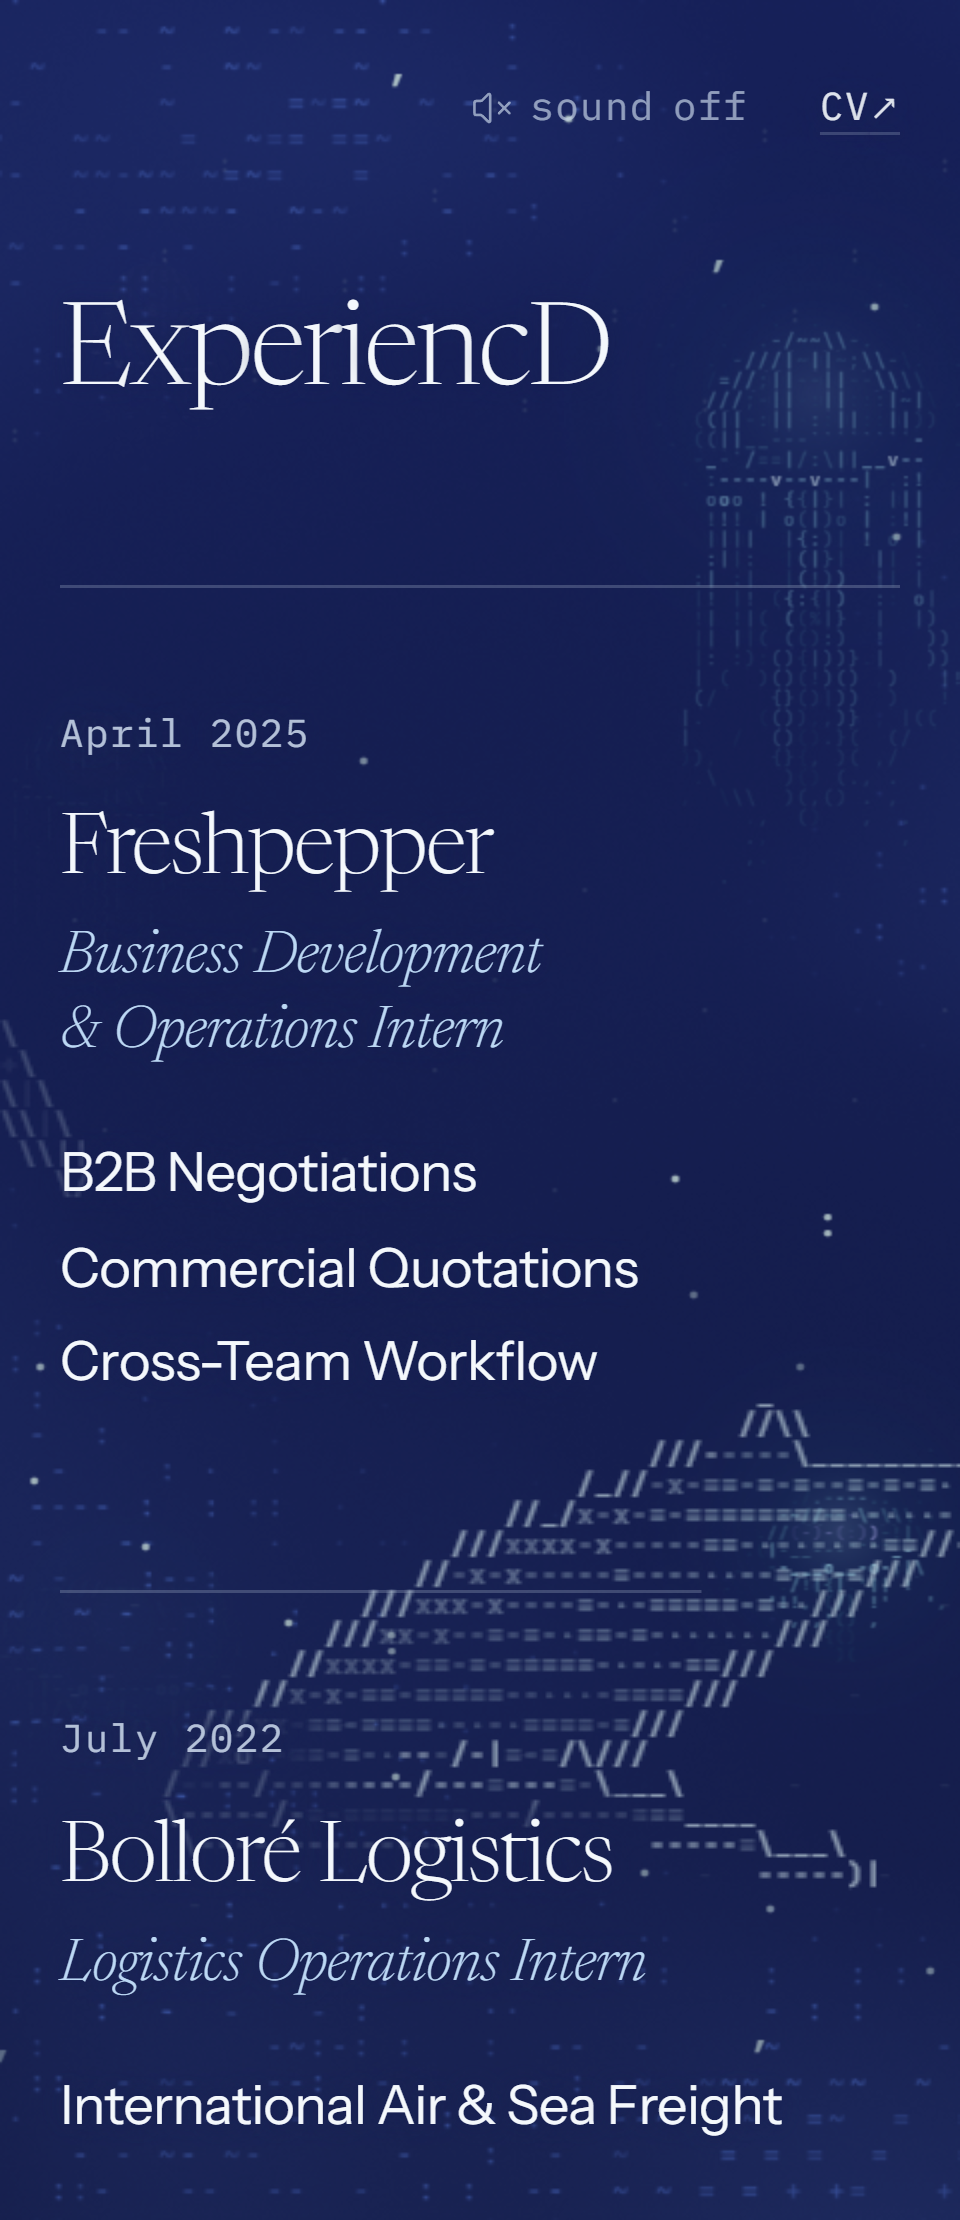 sound off CV↗
ExperiencD
April 2025
Freshpepper
Business Development
& Operations Intern
B2B Negotiations
Commercial Quotations
Cross-Team Workflow
July 2022
Bolloré Logistics
Logistics Operations Intern
International Air & Sea Freight